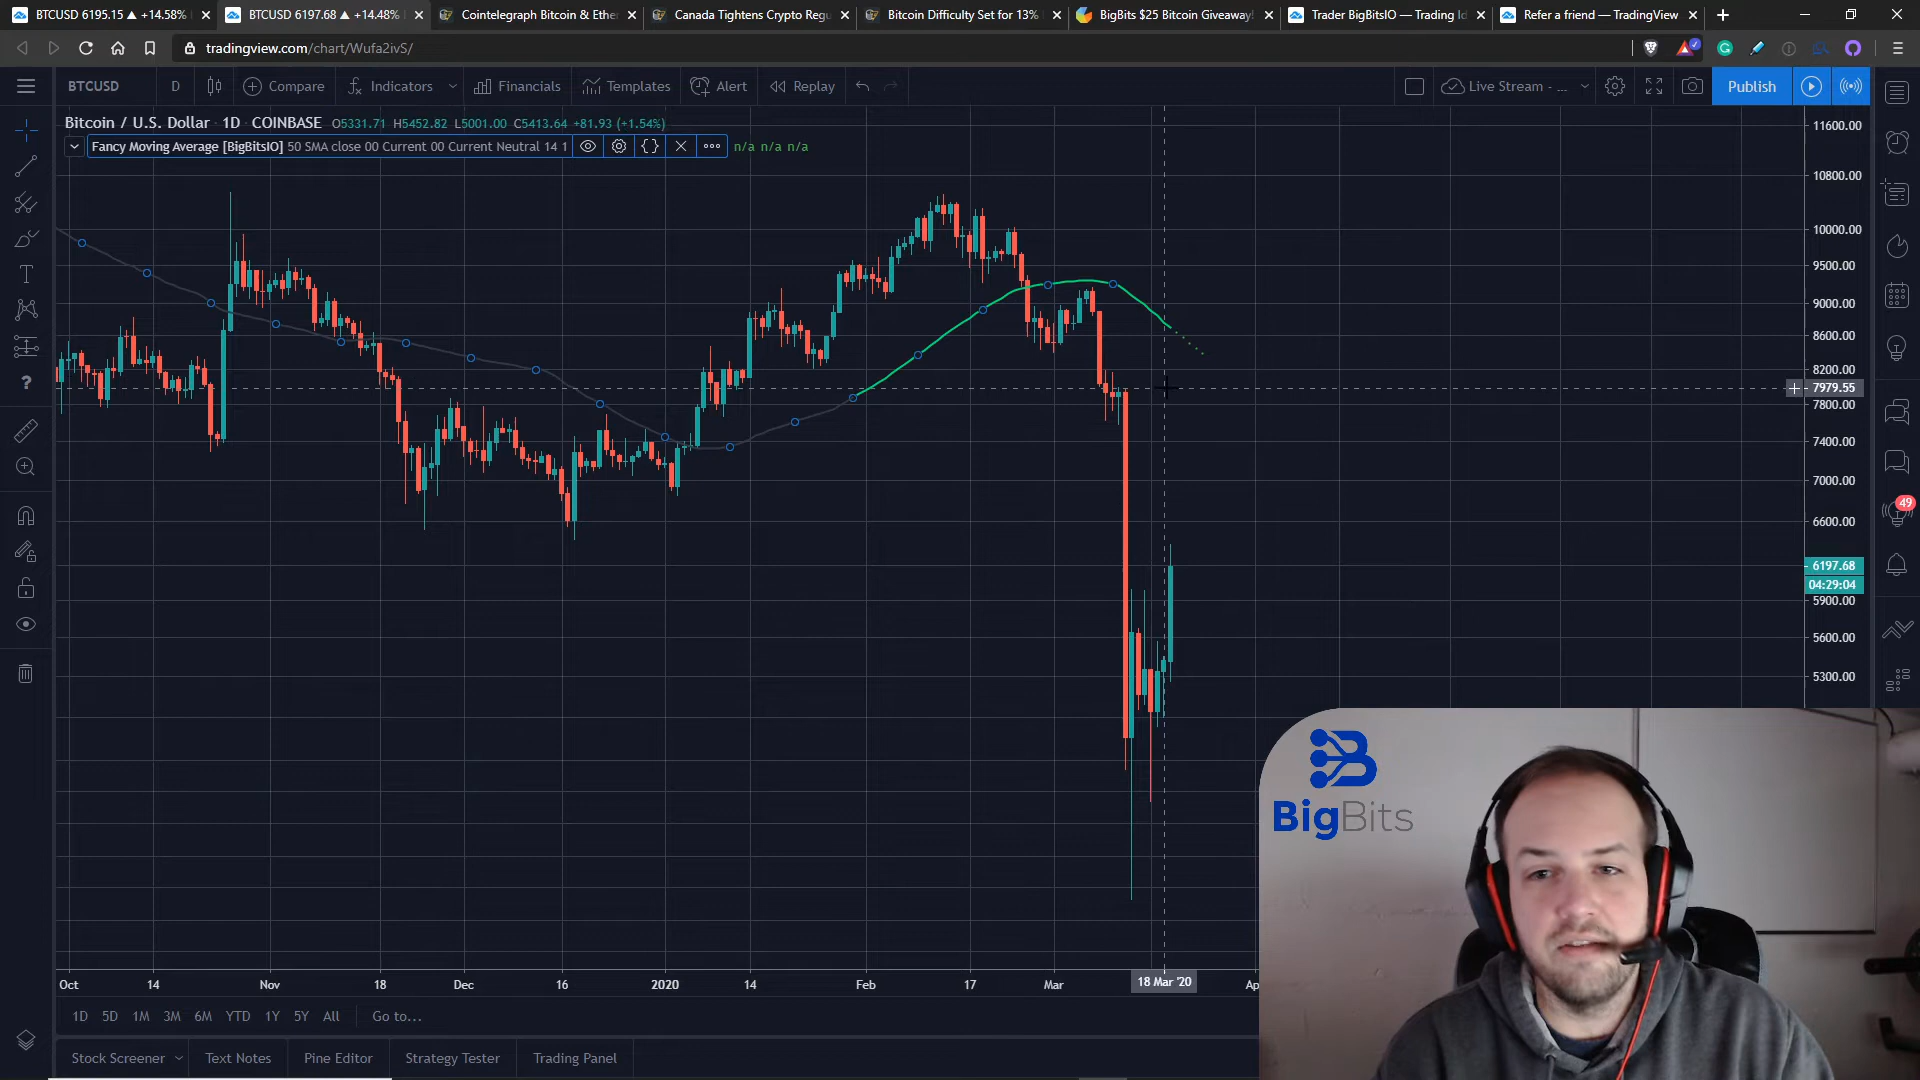 BTCUSD 6195.15 ▲ +14.58%
BTCUSD 6197.68 ▲ +14.48%
Cointelegraph Bitcoin & Ether
Canada Tightens Crypto Regu
Bitcoin Difficulty Set for 13%
BigBits $25 Bitcoin Giveaway!
Trader BigBitsIO — Trading Id
Refer a friend — TradingView
tradingview.com/chart/Wufa2ivS/
BTCUSD
D
Compare
Indicators
Financials
Templates
Alert
Replay
Live Stream - ...
Publish
Bitcoin / U.S. Dollar · 1D · COINBASE O5331.71 H5452.82 L5001.00 C5413.64 +81.93 (+1.54%)
Fancy Moving Average [BigBitsIO] 50 SMA close 00 Current 00 Current Neutral 14 1
n/a n/a n/a
11600.00
10800.00
10000.00
9500.00
9000.00
8600.00
8200.00
7979.55
7800.00
7400.00
7000.00
6600.00
6197.68
04:29:04
5900.00
5600.00
5300.00
49
BigBits
Oct
14
Nov
18
Dec
16
2020
14
Feb
17
Mar
18 Mar '20
Ap
1D 5D 1M 3M 6M YTD 1Y 5Y All Go to...
Stock Screener
Text Notes
Pine Editor
Strategy Tester
Trading Panel